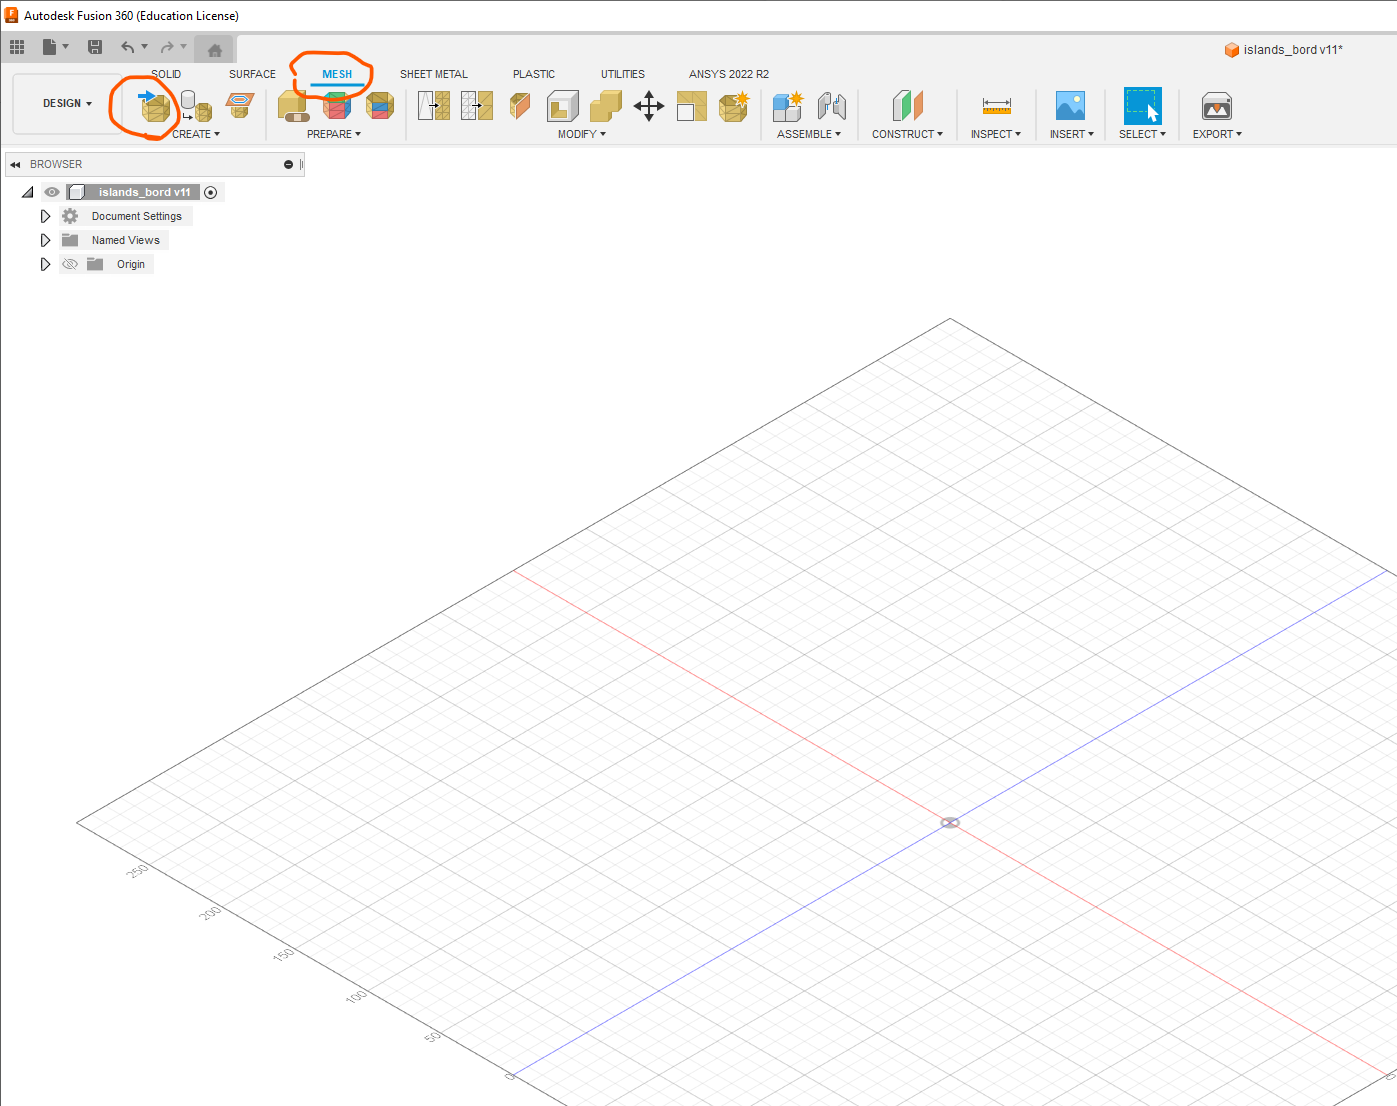 Autodesk Fusion 360 (Education License)
islands_bord v11*
SOLID SURFACE MESH SHEET METAL PLASTIC UTILITIES ANSYS 2022 R2
DESIGN
CREATE PREPARE MODIFY ASSEMBLE CONSTRUCT INSPECT INSERT SELECT EXPORT
BROWSER
islands_bord v11
Document Settings
Named Views
Origin
250
200
150
100
50
0
0